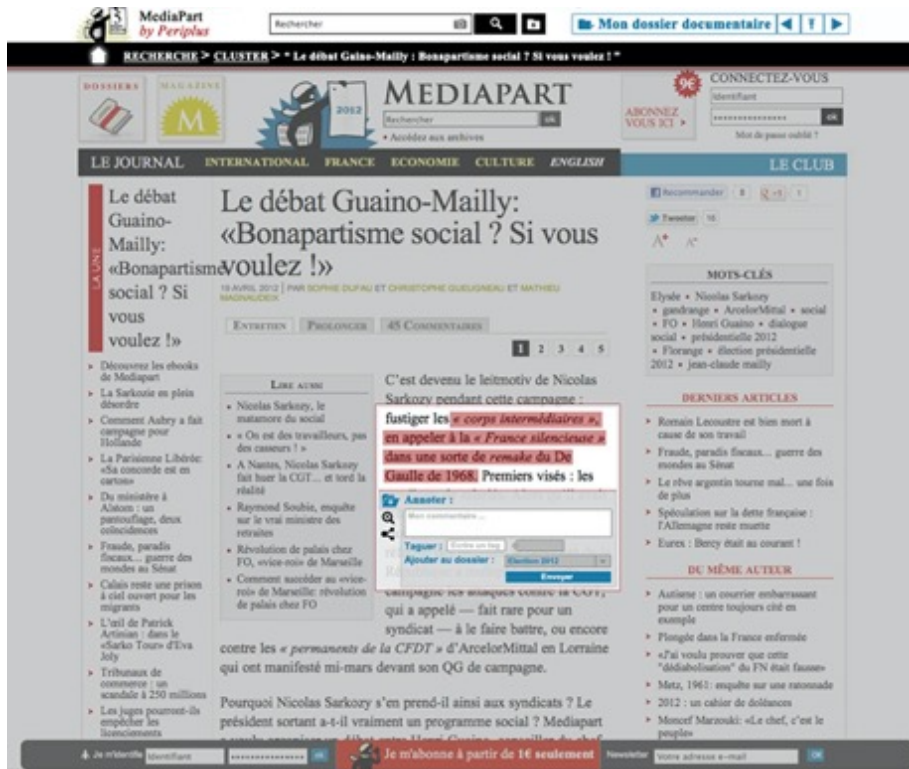 MediaPart
by Periplus
Rechercher
Mon dossier documentaire
RECHERCHE > CLUSTER > " Le débat Guaino-Mailly : Bonapartisme social ? Si vous voulez ! "
DOSSIERS
MAGAZINE
M
2012
MEDIAPART
Rechercher
ok
• Accédez aux archives
9€
ABONNEZ
VOUS ICI >
CONNECTEZ-VOUS
Identifiant
ok
Mot de passe oublié ?
LE JOURNAL INTERNATIONAL FRANCE ECONOMIE CULTURE ENGLISH
LE CLUB
LA UNE
Le débat
Guaino-
Mailly:
«Bonapartisme
social ? Si
vous
voulez !»
Découvrez les ebooks
de Mediapart
La Sarkozie en plein
désordre
Comment Aubry a fait
campagne pour
Hollande
La Parisienne Libérée:
«Sa concorde est en
carton»
Du ministère à
Alstom : un
pantouflage, deux
coïncidences
Fraude, paradis
fiscaux... guerre des
mondes au Sénat
Calais reste une prison
à ciel ouvert pour les
migrants
L'œil de Patrick
Artinian : dans le
«Sarko Tour» d'Eva
Joly
Tribunaux de
commerce : un
scandale à 250 millions
Les juges pourront-ils
empêcher les
licenciements
Le débat Guaino-Mailly:
«Bonapartisme social ? Si vous
voulez !»
19 AVRIL 2012 | PAR SOPHIE DUFAU ET CHRISTOPHE GUEUGNEAU ET MATHIEU
MAGNAUDEIX
ENTRETIEN PROLONGER 45 COMMENTAIRES
1 2 3 4 5
LIRE AUSSI
• Nicolas Sarkozy, le
matamore du social
• « On est des travailleurs, pas
des casseurs ! »
• A Nantes, Nicolas Sarkozy
fait huer la CGT... et tord la
réalité
• Raymond Soubie, enquête
sur le vrai ministre des
retraites
• Révolution de palais chez
FO, «vice-roi» de Marseille
• Comment succéder au «vice-
roi» de Marseille: révolution
de palais chez FO
C'est devenu le leitmotiv de Nicolas
Sarkozy pendant cette campagne :
fustiger les « corps intermédiaires »,
en appeler à la « France silencieuse »
dans une sorte de remake du De
Gaulle de 1968. Premiers visés : les
Annoter :
Mon commentaire ...
Taguer : Ecrire un tag
Ajouter au dossier : Election 2012
Envoyer
campagne les attaques contre la CGT,
qui a appelé — fait rare pour un
syndicat — à le faire battre, ou encore
contre les « permanents de la CFDT » d'ArcelorMittal en Lorraine
qui ont manifesté mi-mars devant son QG de campagne.
Pourquoi Nicolas Sarkozy s'en prend-il ainsi aux syndicats ? Le
président sortant a-t-il vraiment un programme social ? Mediapart
Recommander 8 +1 1
Tweeter 10
A+ A-
MOTS-CLÉS
Elysée • Nicolas Sarkozy
• gandrange • ArcelorMittal • social
• FO • Henri Guaino • dialogue
social • présidentielle 2012
• Florange • élection présidentielle
2012 • jean-claude mailly
DERNIERS ARTICLES
Romain Lecoustre est bien mort à
cause de son travail
Fraude, paradis fiscaux... guerre des
mondes au Sénat
Le rêve argentin tourne mal... une fois
de plus
Spéculation sur la dette française :
l'Allemagne reste muette
Eurex : Bercy était au courant !
DU MÊME AUTEUR
Autisme : un courrier embarrassant
pour un centre toujours cité en
exemple
Plongée dans la France enfermée
«J'ai voulu prouver que cette
"dédiabolisation" du FN était fausse»
Metz, 1961: enquête sur une ratonnade
2012 : un cahier de doléances
Moncef Marzouki: «Le chef, c'est le
peuple»
Je m'identifie Identifiant ok
Je m'abonne à partir de 1€ seulement
Newsletter Votre adresse e-mail OK